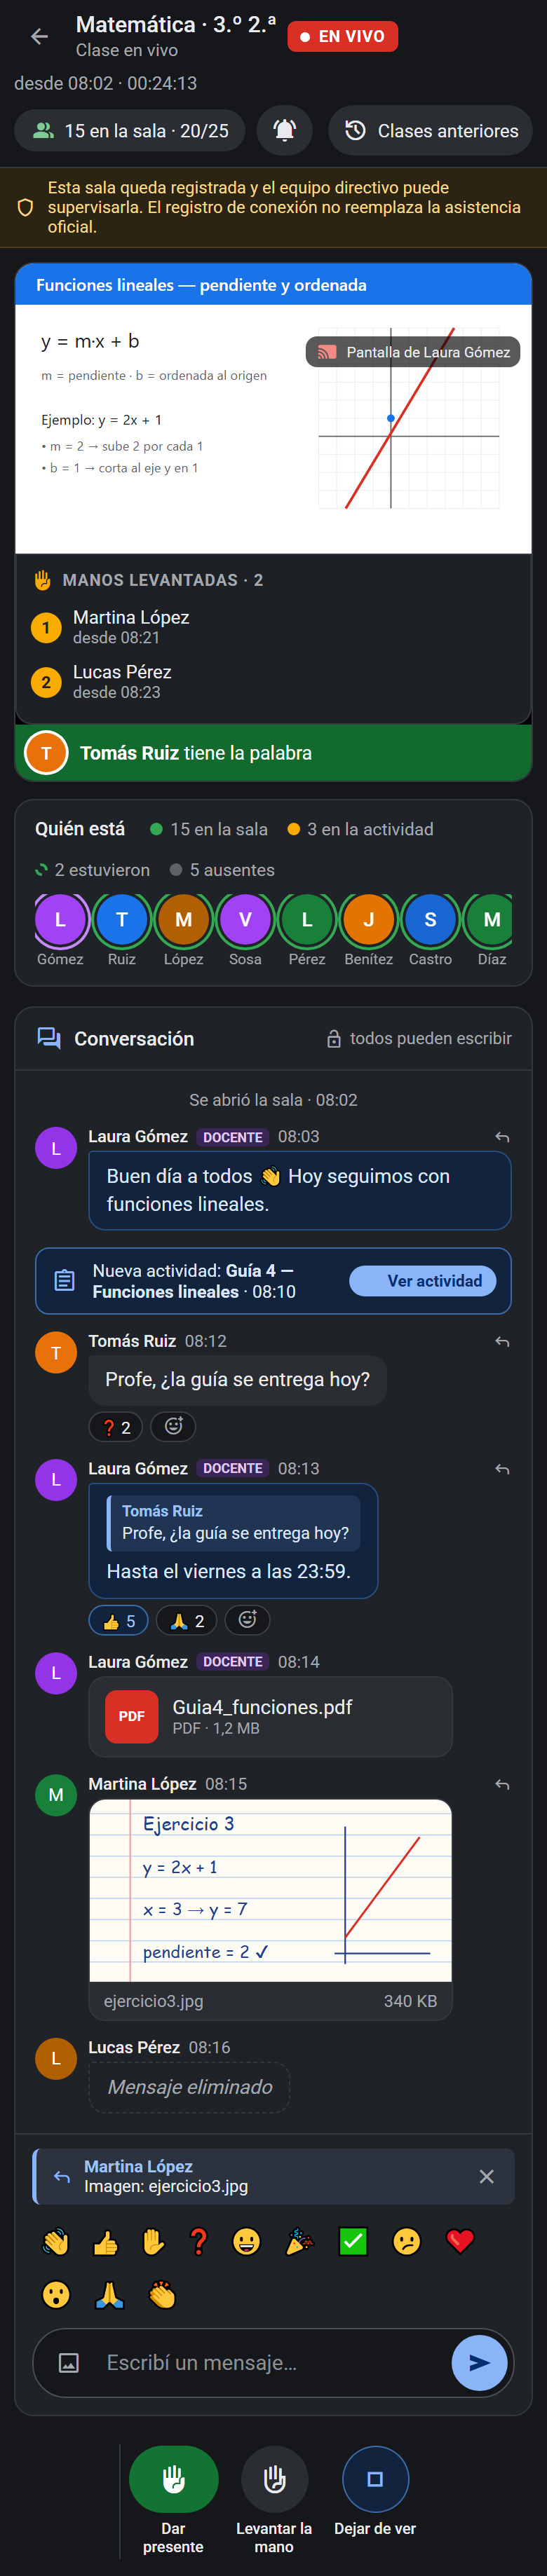 Matemática · 3.º 2.ª
Clase en vivo
EN VIVO
desde 08:02 · 00:24:13
15 en la sala · 20/25
Clases anteriores
Esta sala queda registrada y el equipo directivo puede
supervisarla. El registro de conexión no reemplaza la asistencia
oficial.
Funciones lineales — pendiente y ordenada
y = m·x + b
Pantalla de Laura Gómez
m = pendiente · b = ordenada al origen
Ejemplo: y = 2x + 1
• m = 2 → sube 2 por cada 1
• b = 1 → corta al eje y en 1
MANOS LEVANTADAS · 2
1
Martina López
desde 08:21
2
Lucas Pérez
desde 08:23
T
Tomás Ruiz tiene la palabra
Quién está
15 en la sala
3 en la actividad
2 estuvieron
5 ausentes
L T M V L J S M
Gómez Ruiz López Sosa Pérez Benítez Castro Díaz
Conversación
todos pueden escribir
Se abrió la sala · 08:02
L
Laura Gómez DOCENTE 08:03
Buen día a todos 👋 Hoy seguimos con
funciones lineales.
Nueva actividad: Guía 4 —
Funciones lineales · 08:10
Ver actividad
T
Tomás Ruiz 08:12
Profe, ¿la guía se entrega hoy?
❓ 2
L
Laura Gómez DOCENTE 08:13
Tomás Ruiz
Profe, ¿la guía se entrega hoy?
Hasta el viernes a las 23:59.
👍 5 🙏 2
L
Laura Gómez DOCENTE 08:14
PDF
Guia4_funciones.pdf
PDF · 1,2 MB
M
Martina López 08:15
Ejercicio 3
y = 2x + 1
x = 3 → y = 7
pendiente = 2 ✓
ejercicio3.jpg
340 KB
L
Lucas Pérez 08:16
Mensaje eliminado
Martina López
Imagen: ejercicio3.jpg
Escribí un mensaje…
Dar
presente
Levantar la
mano
Dejar de ver